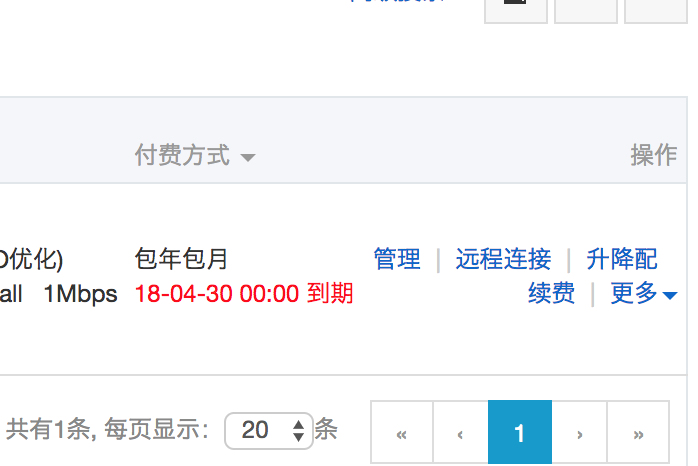 付费方式 操作
O优化) 包年包月 管理 | 远程连接 | 升降配
all 1Mbps 18-04-30 00:00 到期 续费 | 更多
共有1条, 每页显示: 20 条 « ‹ 1 › »